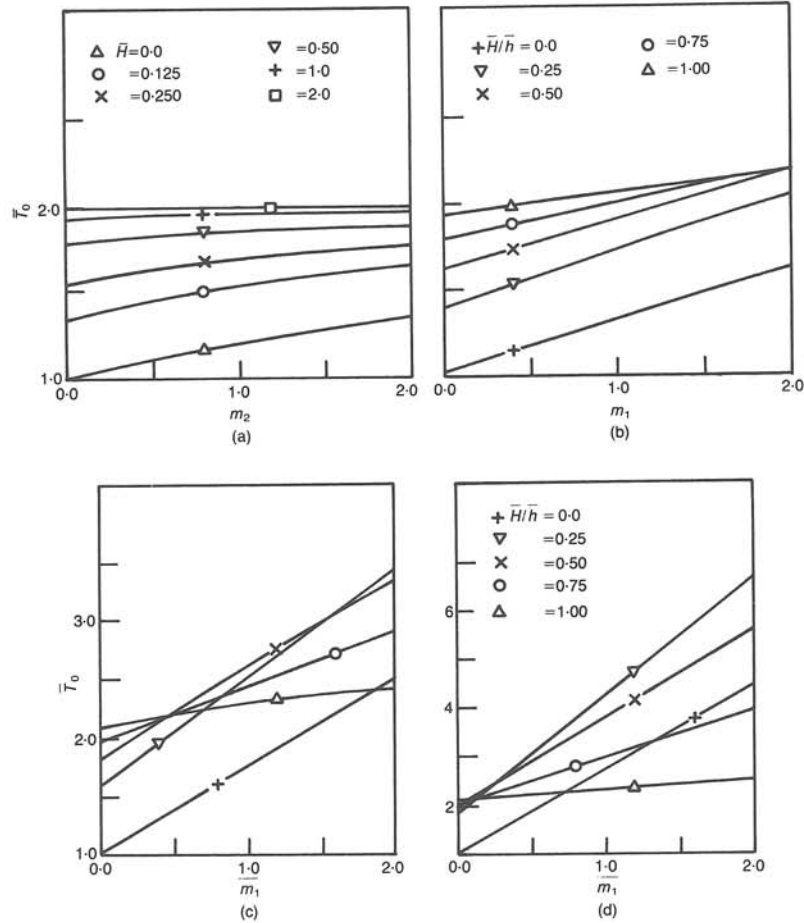 H̅=0·0
=0·125
=0·250
=0·50
=1·0
=2·0
T̅₀
2·0
1·0
0·0
1·0
2·0
m₂
(a)
H̅/h̅ =0·0
=0·25
=0·50
=0·75
=1·00
0·0
1·0
2·0
m₁
(b)
3·0
T̅₀
2·0
1·0
0·0
1·0
2·0
m̅₁
(c)
H̅/h̅ =0·0
=0·25
=0·50
=0·75
=1·00
6
4
2
0·0
1·0
2·0
m̅₁
(d)